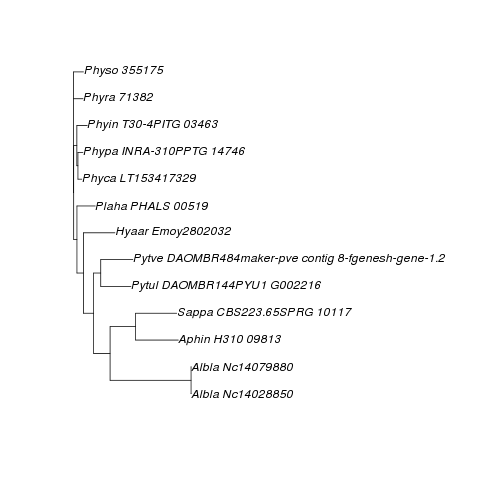 Physo 355175
Phyra 71382
Phyin T30-4PITG 03463
Phypa INRA-310PPTG 14746
Phyca LT153417329
Plaha PHALS 00519
Hyaar Emoy2802032
Pytve DAOMBR484maker-pve contig 8-fgenesh-gene-1.2
Pytul DAOMBR144PYU1 G002216
Sappa CBS223.65SPRG 10117
Aphin H310 09813
Albla Nc14079880
Albla Nc14028850